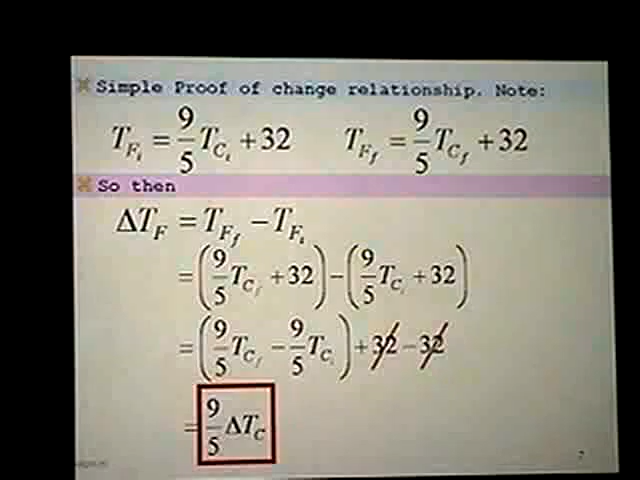 Simple Proof of change relationship. Note:
T_{F_i} = 9/5 T_{C_i} + 32    T_{F_f} = 9/5 T_{C_f} + 32
So then
ΔT_F = T_{F_f} − T_{F_i}
= (9/5 T_{C_f} + 32) − (9/5 T_{C_i} + 32)
= (9/5 T_{C_f} − 9/5 T_{C_i}) + 32 − 32
= 9/5 ΔT_C
7